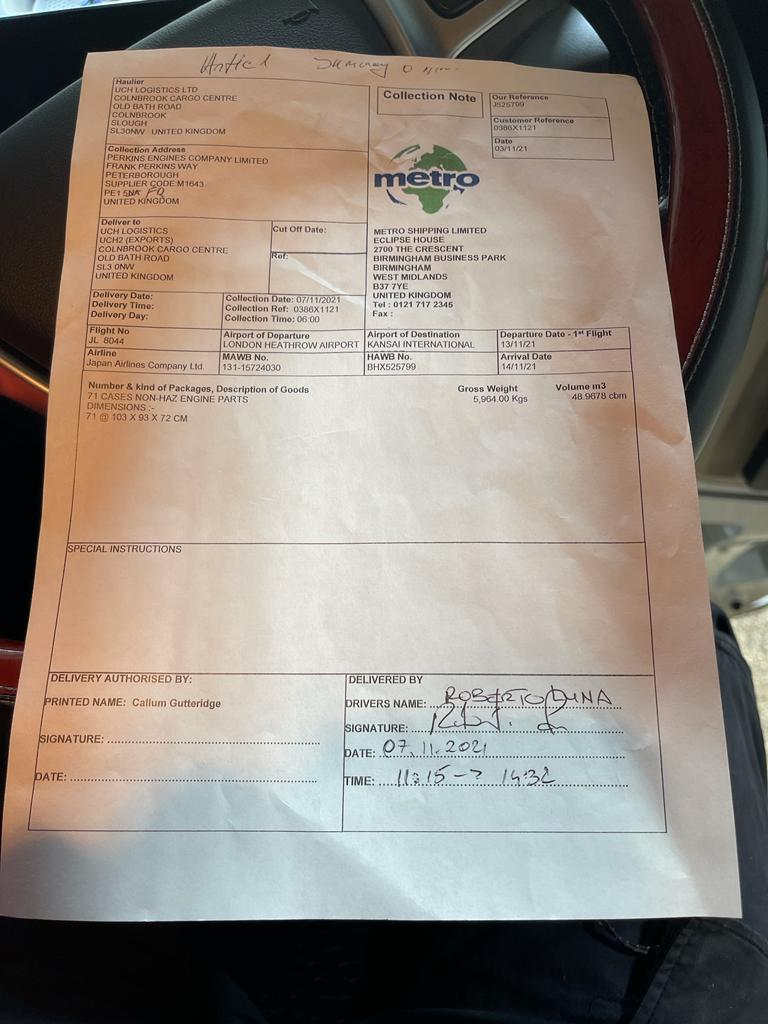 Collection Note
Haulier
UCH LOGISTICS LTD
COLNBROOK CARGO CENTRE
OLD BATH ROAD
COLNBROOK
SLOUGH
SL30NW UNITED KINGDOM
Our Reference
J525799
Customer Reference
0386X1121
Date
03/11/21
Collection Address
PERKINS ENGINES COMPANY LIMITED
FRANK PERKINS WAY
PETERBOROUGH
SUPPLIER CODE:M1643
PE1 5NA FQ
UNITED KINGDOM
metro
Deliver to
UCH LOGISTICS
UCH2 (EXPORTS)
COLNBROOK CARGO CENTRE
OLD BATH ROAD
SL3 0NW
UNITED KINGDOM
Cut Off Date:
Ref:
METRO SHIPPING LIMITED
ECLIPSE HOUSE
2700 THE CRESCENT
BIRMINGHAM BUSINESS PARK
BIRMINGHAM
WEST MIDLANDS
B37 7YE
UNITED KINGDOM
Tel : 0121 717 2345
Fax :
Delivery Date:
Delivery Time:
Delivery Day:
Collection Date: 07/11/2021
Collection Ref: 0386X1121
Collection Time: 06:00
Flight No
JL 8044
Airport of Departure
LONDON HEATHROW AIRPORT
Airport of Destination
KANSAI INTERNATIONAL
Departure Date - 1st Flight
13/11/21
Airline
Japan Airlines Company Ltd.
MAWB No.
131-15724030
HAWB No.
BHX525799
Arrival Date
14/11/21
Number & kind of Packages, Description of Goods
Gross Weight
Volume m3
71 CASES NON-HAZ ENGINE PARTS
5,964.00 Kgs
48.9678 cbm
DIMENSIONS :-
71 @ 103 X 93 X 72 CM
SPECIAL INSTRUCTIONS
DELIVERY AUTHORISED BY:
PRINTED NAME: Callum Gutteridge
SIGNATURE:
DATE:
DELIVERED BY
DRIVERS NAME: ROBERTO LUNA
SIGNATURE:
DATE: 07.11.2021
TIME: 11:15 -> 14:32